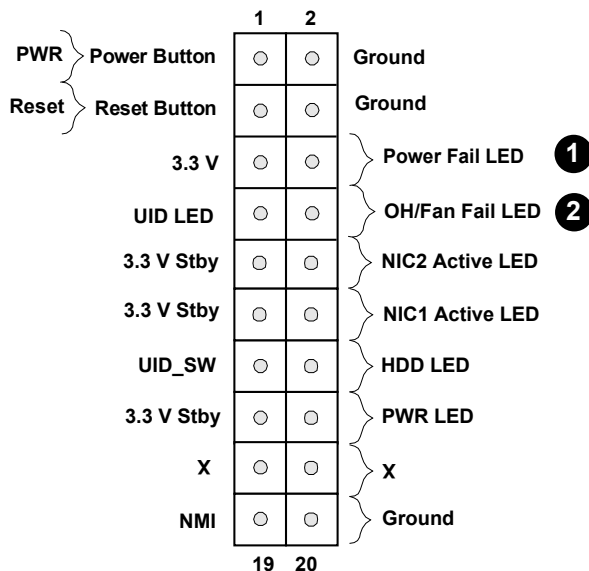 1 2
PWR Power Button Ground
Reset Reset Button Ground
3.3 V Power Fail LED 1
UID LED OH/Fan Fail LED 2
3.3 V Stby NIC2 Active LED
3.3 V Stby NIC1 Active LED
UID_SW HDD LED
3.3 V Stby PWR LED
X X
NMI Ground
19 20